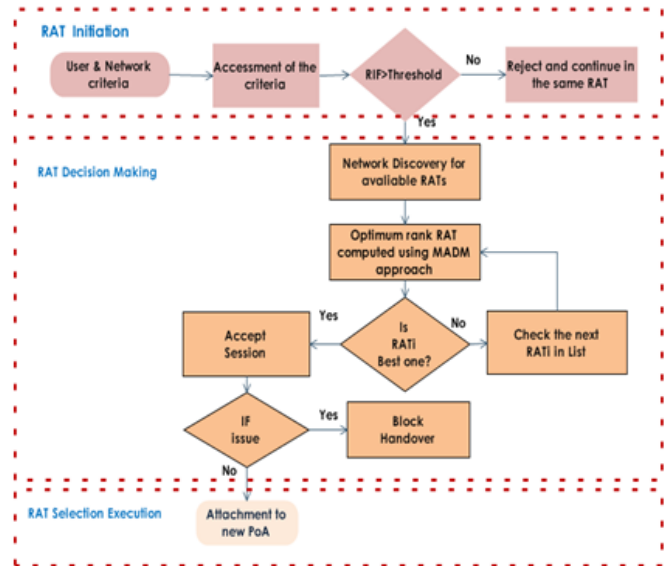 RAT Initiation
User & Network
criteria
Accessment of the
criteria
RIF>Threshold
No
Reject and continue in
the same RAT
Yes
RAT Decision Making
Network Discovery for
avaliable RATs
Optimum rank RAT
computed using MADM
approach
Yes
Is
RATi
Best one?
No
Check the next
RATi in List
Accept
Session
IF
issue
Yes
Block
Handover
No
RAT Selection Execution
Attachment to
new PoA